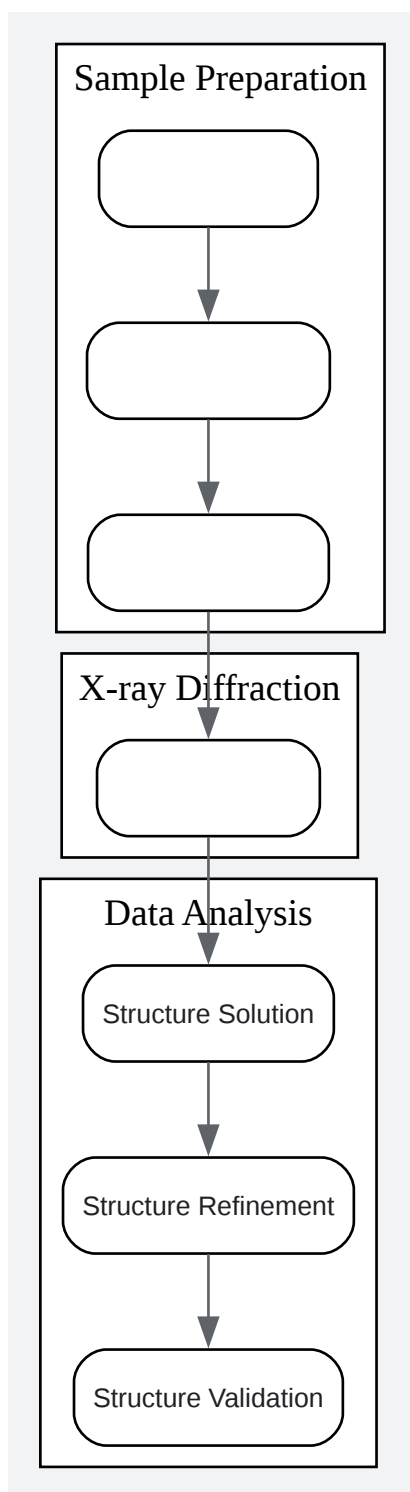 Sample Preparation
X-ray Diffraction
Data Analysis
Structure Solution
Structure Refinement
Structure Validation